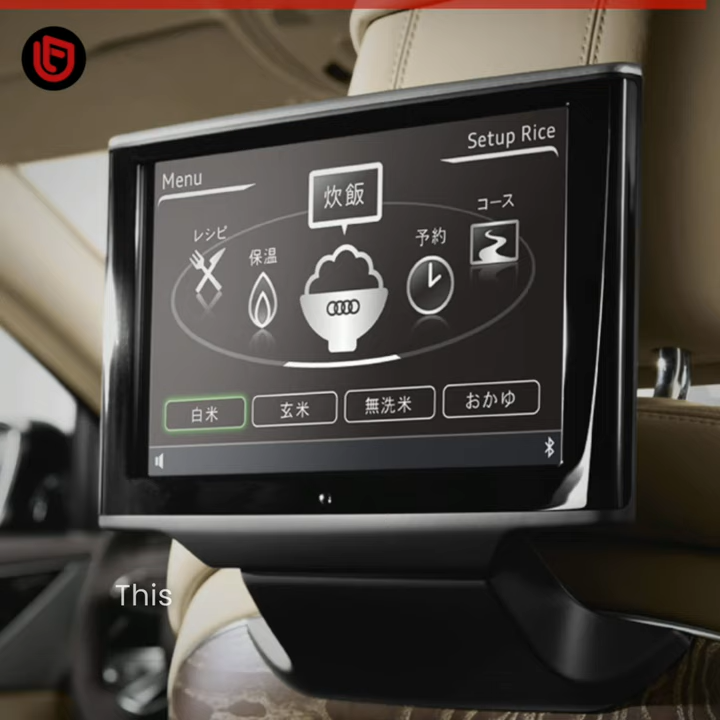 Menu
Setup Rice
炊飯
レシピ
保温
予約
コース
白米
玄米
無洗米
おかゆ
This